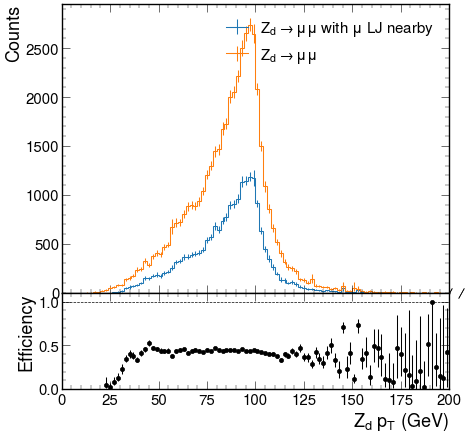 Counts
Z_d → μ μ with μ LJ nearby
Z_d → μ μ
2500
2000
1500
1000
500
0
Efficiency
1.0
0.5
0.0
0 25 50 75 100 125 150 175 200
Z_d p_T (GeV)